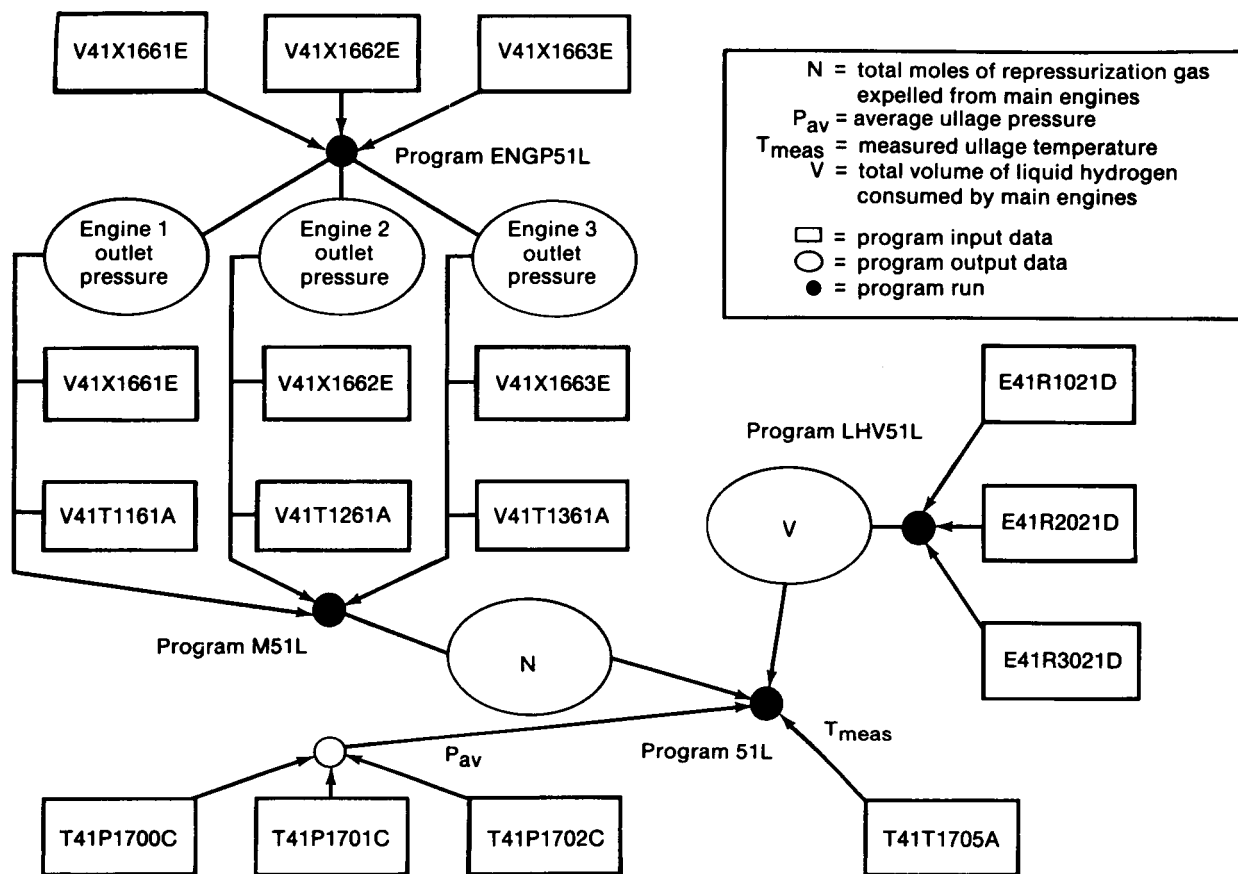 V41X1661E
V41X1662E
V41X1663E
Program ENGP51L
N = total moles of repressurization gas
expelled from main engines
Pav = average ullage pressure
Tmeas = measured ullage temperature
V = total volume of liquid hydrogen
consumed by main engines
= program input data
= program output data
= program run
Engine 1
outlet
pressure
Engine 2
outlet
pressure
Engine 3
outlet
pressure
V41X1661E
V41X1662E
V41X1663E
V41T1161A
V41T1261A
V41T1361A
Program M51L
N
Program LHV51L
V
E41R1021D
E41R2021D
E41R3021D
Program 51L
Tmeas
Pav
T41P1700C
T41P1701C
T41P1702C
T41T1705A